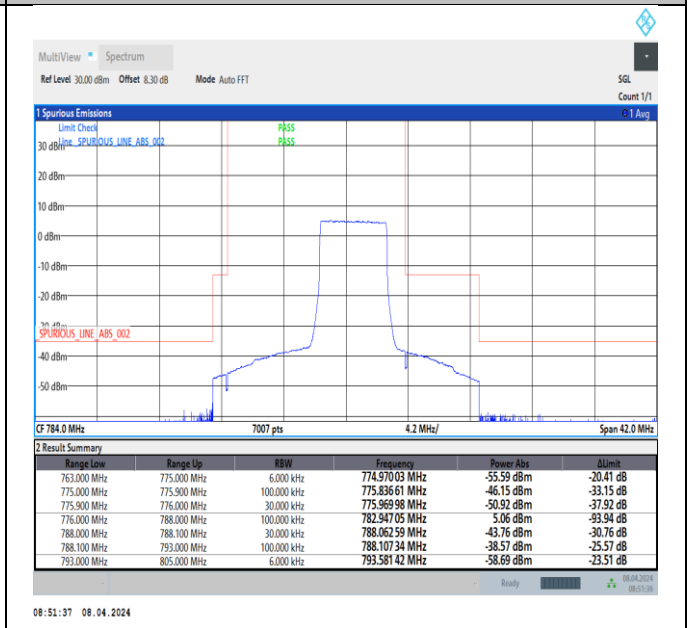 MultiView Spectrum
Ref Level 30.00 dBm Offset 8.30 dB Mode Auto FFT SGL
Count 1/1
1 Spurious Emissions 1 Avg
Limit Check PASS
Line _SPURIOUS_LINE_ABS_002 PASS
30 dBm
20 dBm
10 dBm
0 dBm
-10 dBm
-20 dBm
-30 dBm
_SPURIOUS_LINE_ABS_002
-40 dBm
-50 dBm
CF 784.0 MHz 7007 pts 4.2 MHz/ Span 42.0 MHz
2 Result Summary
Range Low Range Up RBW Frequency Power Abs ΔLimit
763.000 MHz 775.000 MHz 6.000 kHz 774.97003 MHz -55.59 dBm -20.41 dB
775.000 MHz 775.900 MHz 100.000 kHz 775.83661 MHz -46.15 dBm -33.15 dB
775.900 MHz 776.000 MHz 30.000 kHz 775.96998 MHz -50.92 dBm -37.92 dB
776.000 MHz 788.000 MHz 100.000 kHz 782.94705 MHz 5.06 dBm -93.94 dB
788.000 MHz 788.100 MHz 30.000 kHz 788.06259 MHz -43.76 dBm -30.76 dB
788.100 MHz 793.000 MHz 100.000 kHz 788.10734 MHz -38.57 dBm -25.57 dB
793.000 MHz 805.000 MHz 6.000 kHz 793.58142 MHz -58.69 dBm -23.51 dB
Ready 08.04.2024
08:51:36
08:51:37 08.04.2024